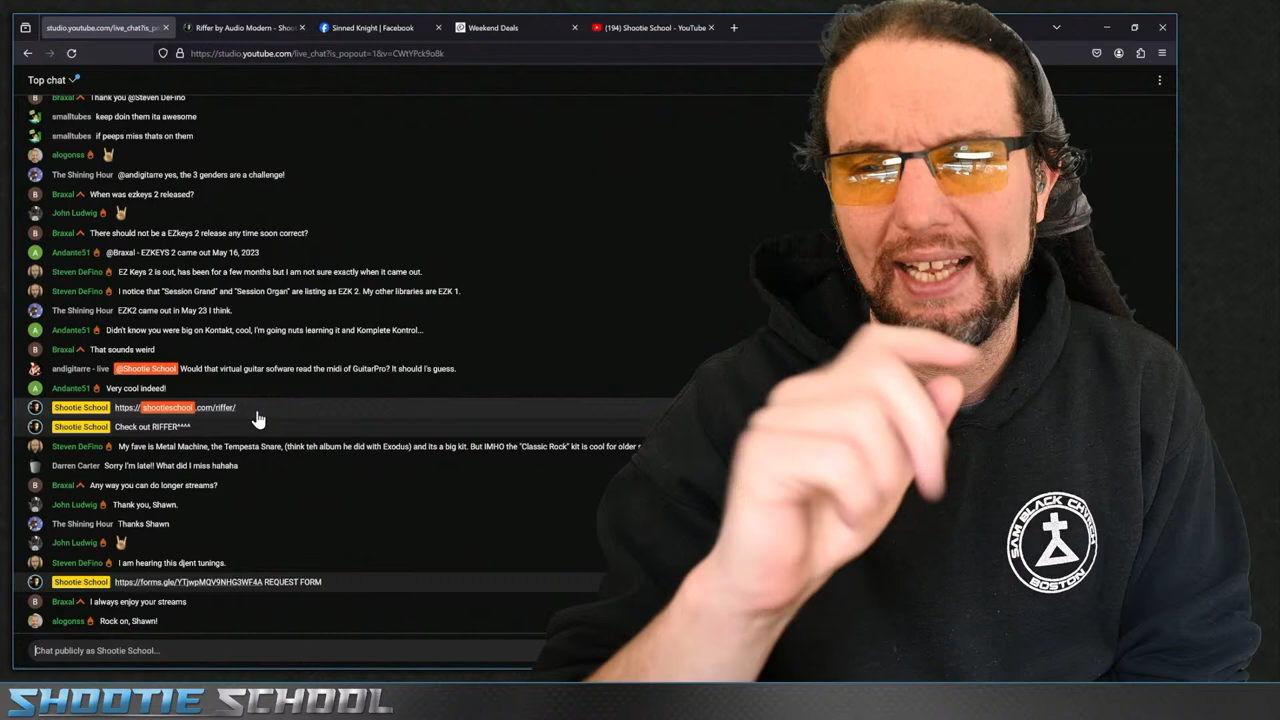 studio.youtube.com/live_chat?is_p
Riffer by Audio Modern - Shoo
Sinned Knight | Facebook
Weekend Deals
(194) Shootie School - YouTube
https://studio.youtube.com/live_chat?is_popout=1&v=CWtYPck9o8k
Top chat
B Braxal Thank you @Steven DeFino
smalltubes keep doin them ita awesome
smalltubes if peeps miss thats on them
alogonss
The Shining Hour @andigitarre yes, the 3 genders are a challenge!
B Braxal When was ezkeys 2 released?
John Ludwig
B Braxal There should not be a EZkeys 2 release any time soon correct?
A Andante51 @Braxal - EZKEYS 2 came out May 16, 2023
Steven DeFino EZ Keys 2 is out, has been for a few months but I am not sure exactly when it came out.
Steven DeFino I notice that "Session Grand" and "Session Organ" are listing as EZK 2. My other libraries are EZK 1.
The Shining Hour EZK2 came out in May 23 I think.
A Andante51 Didn't know you were big on Kontakt, cool, I'm going nuts learning it and Komplete Kontrol...
B Braxal That sounds weird
andigitarre - live @Shootie School Would that virtual guitar sofware read the midi of GuitarPro? It should I's guess.
A Andante51 Very cool indeed!
Shootie School https://shootieschool.com/riffer/
Shootie School Check out RIFFER^^^^
Steven DeFino My fave is Metal Machine, the Tempesta Snare, (think teh album he did with Exodus) and its a big kit. But IMHO the "Classic Rock" kit is cool for older s
Darren Carter Sorry I'm late!! What did I miss hahaha
B Braxal Any way you can do longer streams?
John Ludwig Thank you, Shawn.
The Shining Hour Thanks Shawn
John Ludwig
Steven DeFino I am hearing this djent tunings.
Shootie School https://forms.gle/YTjwpMQV9NHG3WF4A REQUEST FORM
B Braxal I always enjoy your streams
alogonss Rock on, Shawn!
Chat publicly as Shootie School...
SAM BLACK CHURCH
BOSTON
SHOOTIE SCHOOL